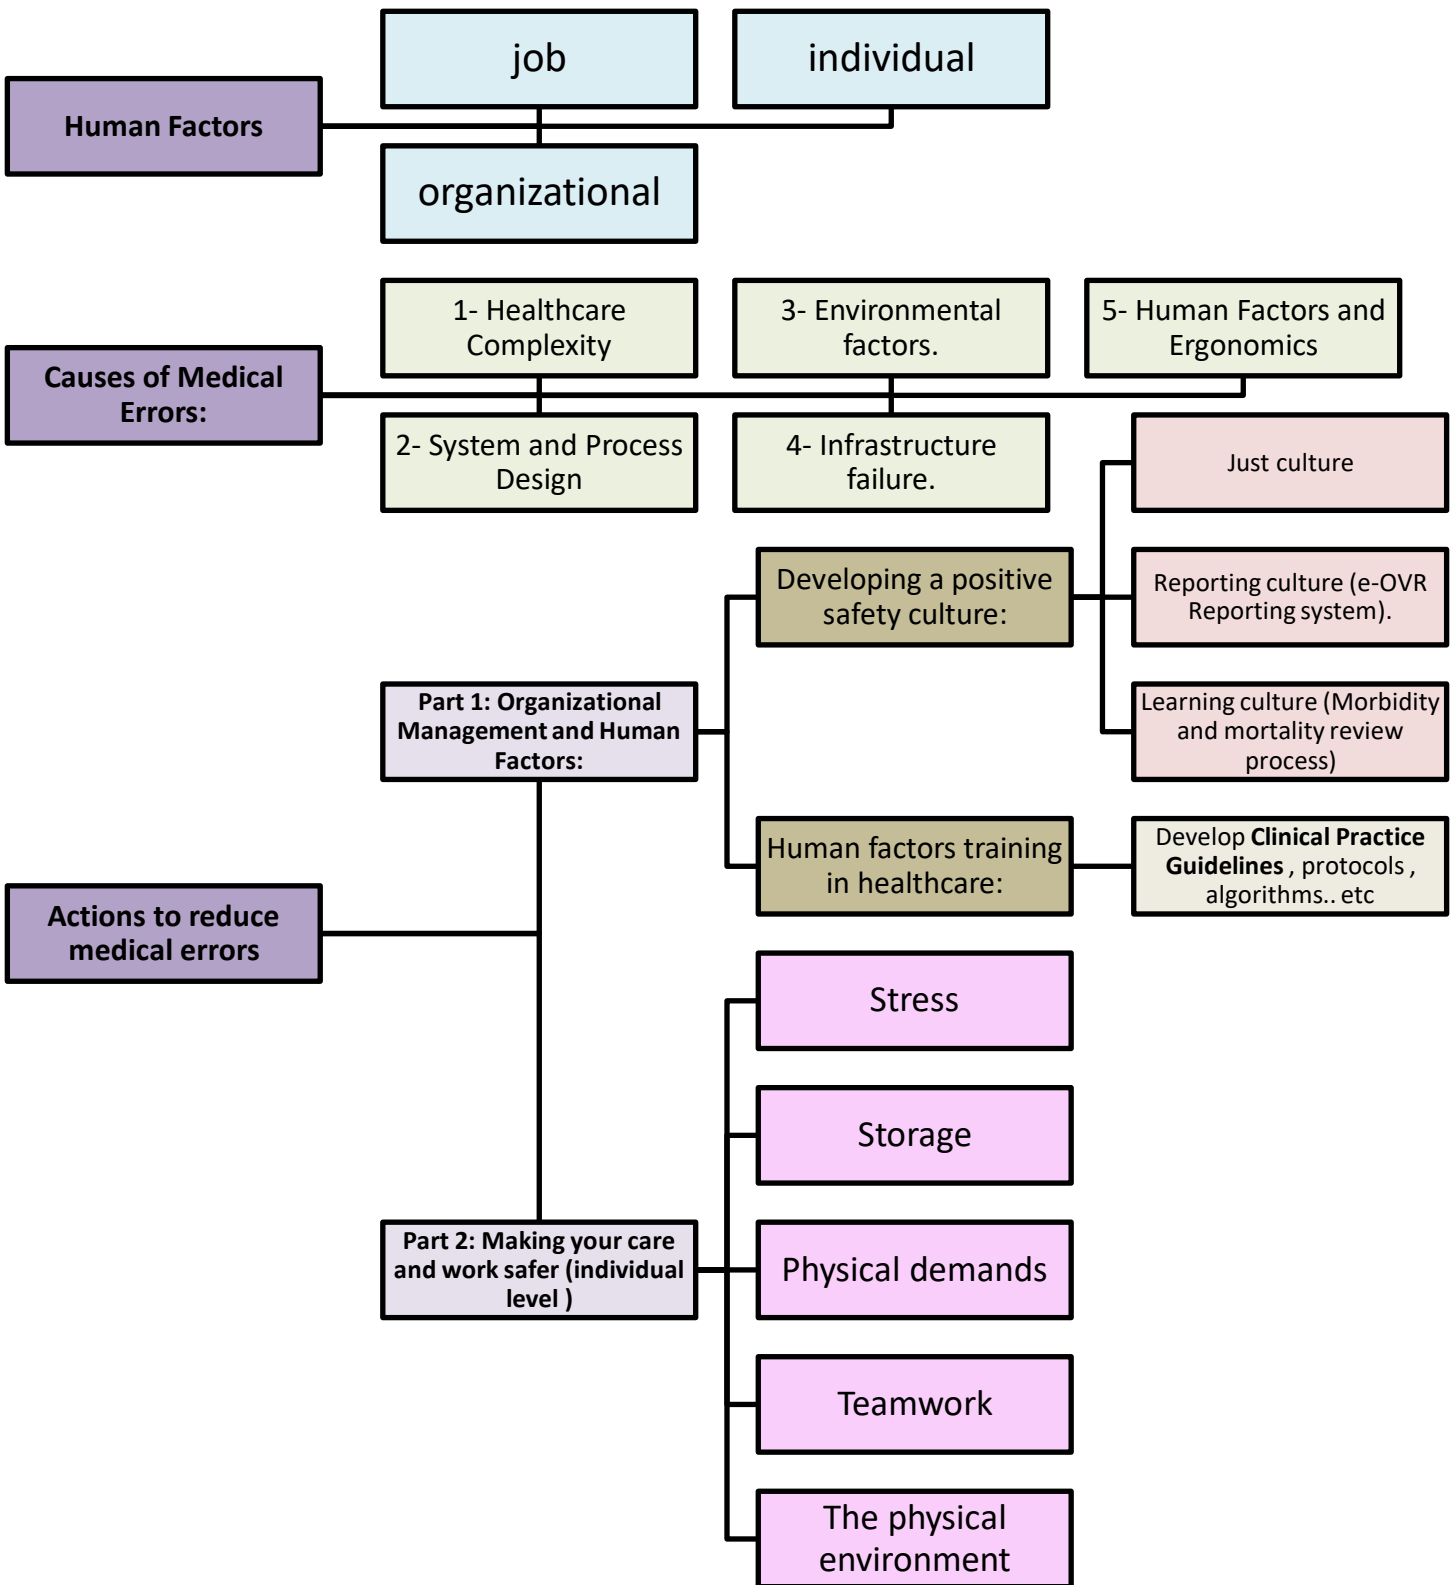 Human Factors
job
individual
organizational
Causes of Medical
Errors:
1- Healthcare
Complexity
2- System and Process
Design
3- Environmental
factors.
4- Infrastructure
failure.
5- Human Factors and
Ergonomics
Actions to reduce
medical errors
Part 1: Organizational
Management and Human
Factors:
Developing a positive
safety culture:
Just culture
Reporting culture (e-OVR
Reporting system).
Learning culture (Morbidity
and mortality review
process)
Human factors training
in healthcare:
Develop Clinical Practice
Guidelines , protocols ,
algorithms.. etc
Part 2: Making your care
and work safer (individual
level )
Stress
Storage
Physical demands
Teamwork
The physical
environment